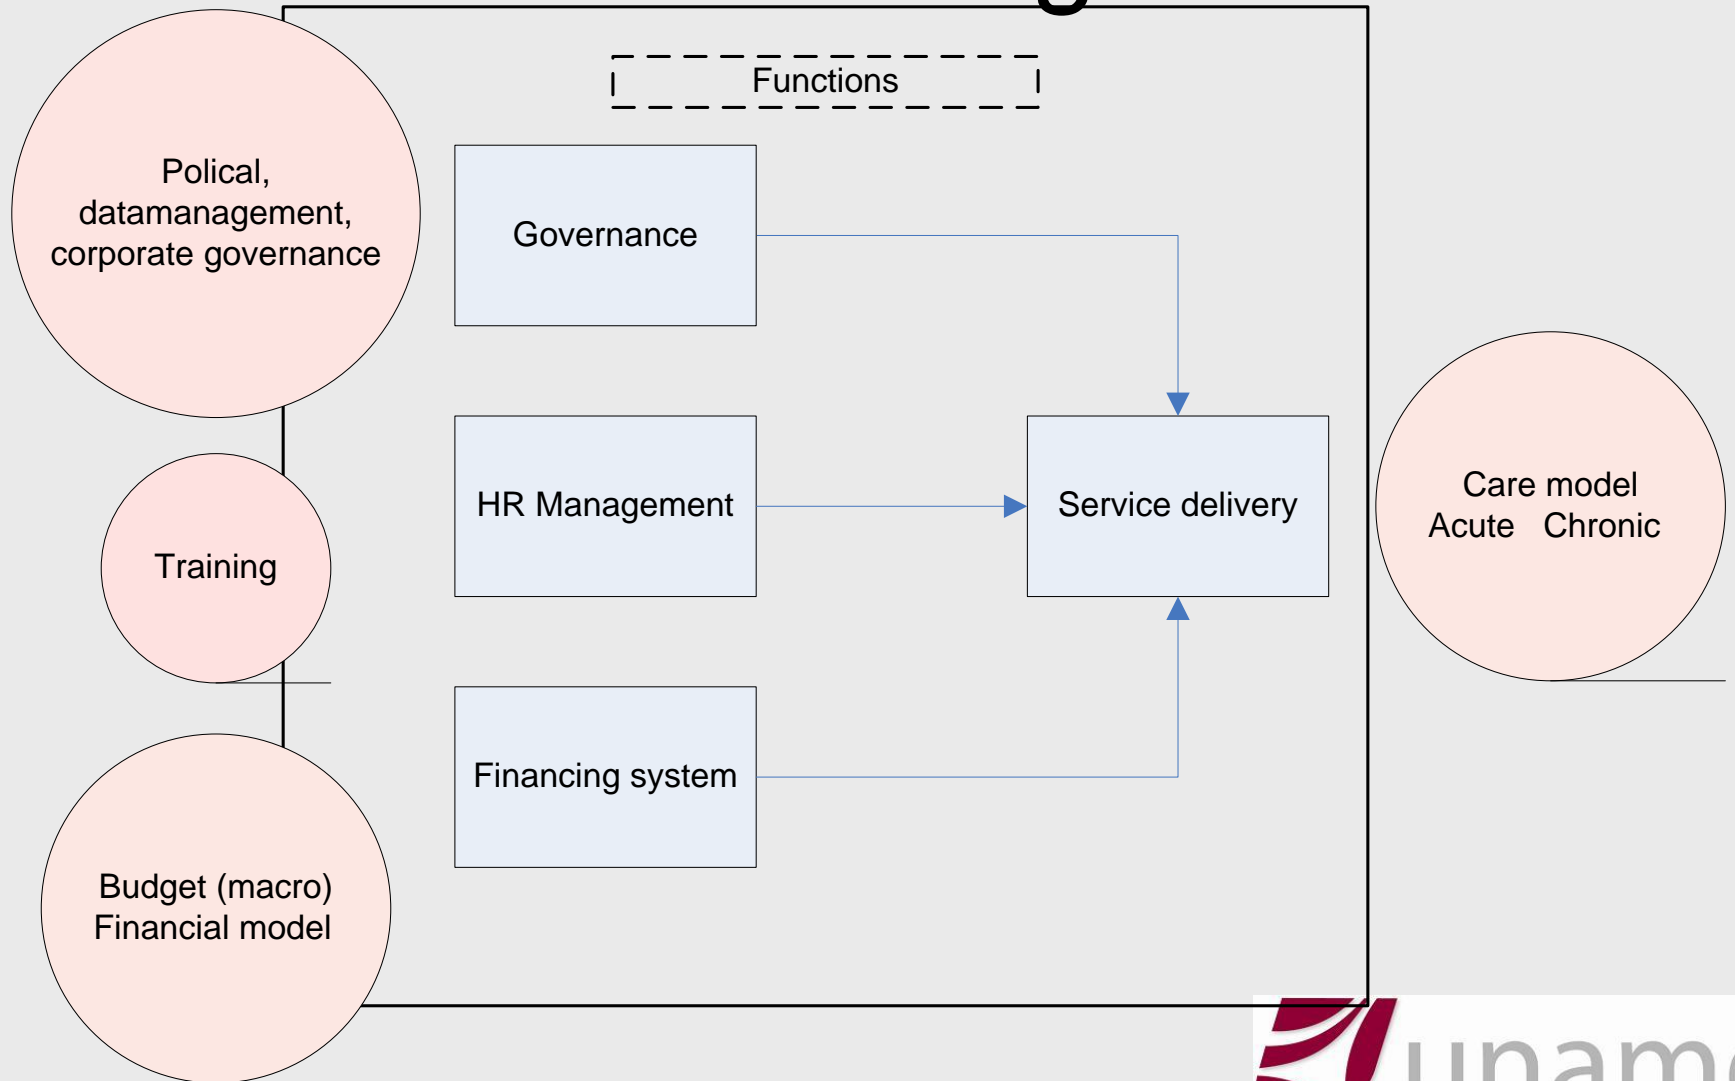 Functions
Polical,
datamanagement,
corporate governance
Governance
HR Management
Service delivery
Care model
Acute Chronic
Training
Financing system
Budget (macro)
Financial model